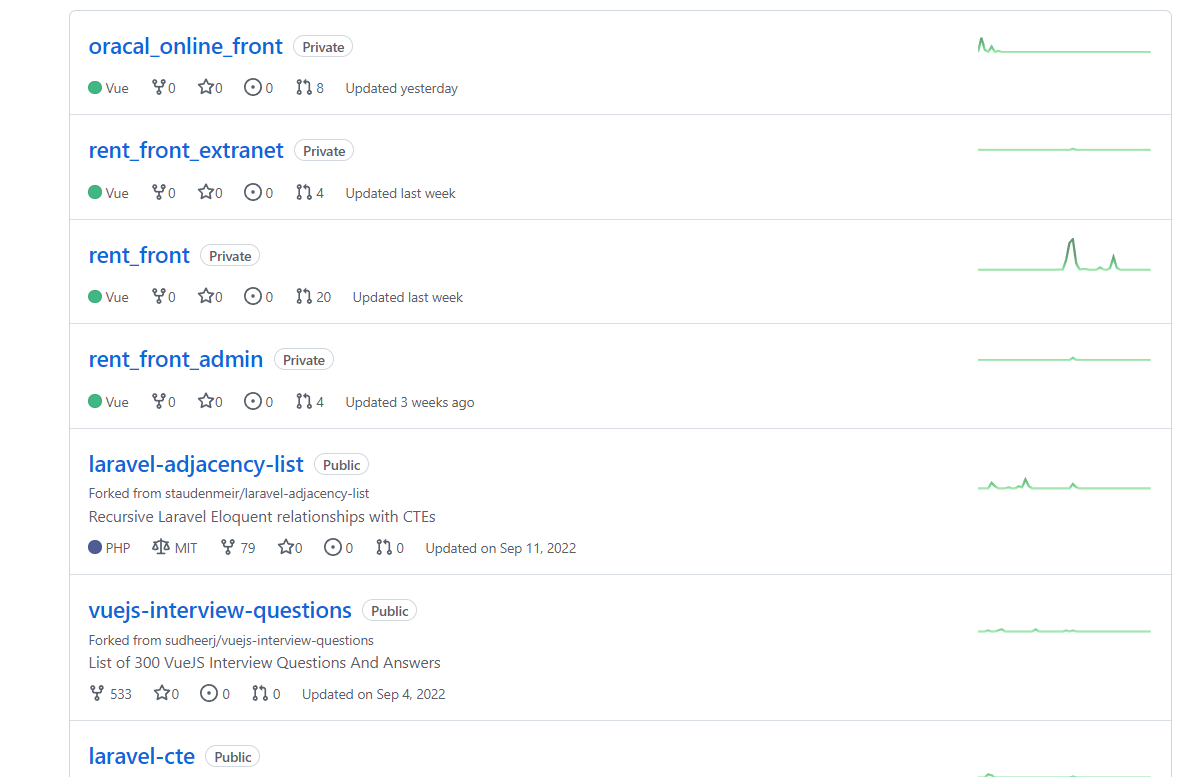 oracal_online_front Private
Vue 0 0 0 8 Updated yesterday
rent_front_extranet Private
Vue 0 0 0 4 Updated last week
rent_front Private
Vue 0 0 0 20 Updated last week
rent_front_admin Private
Vue 0 0 0 4 Updated 3 weeks ago
laravel-adjacency-list Public
Forked from staudenmeir/laravel-adjacency-list
Recursive Laravel Eloquent relationships with CTEs
PHP MIT 79 0 0 0 Updated on Sep 11, 2022
vuejs-interview-questions Public
Forked from sudheerj/vuejs-interview-questions
List of 300 VueJS Interview Questions And Answers
533 0 0 0 Updated on Sep 4, 2022
laravel-cte Public